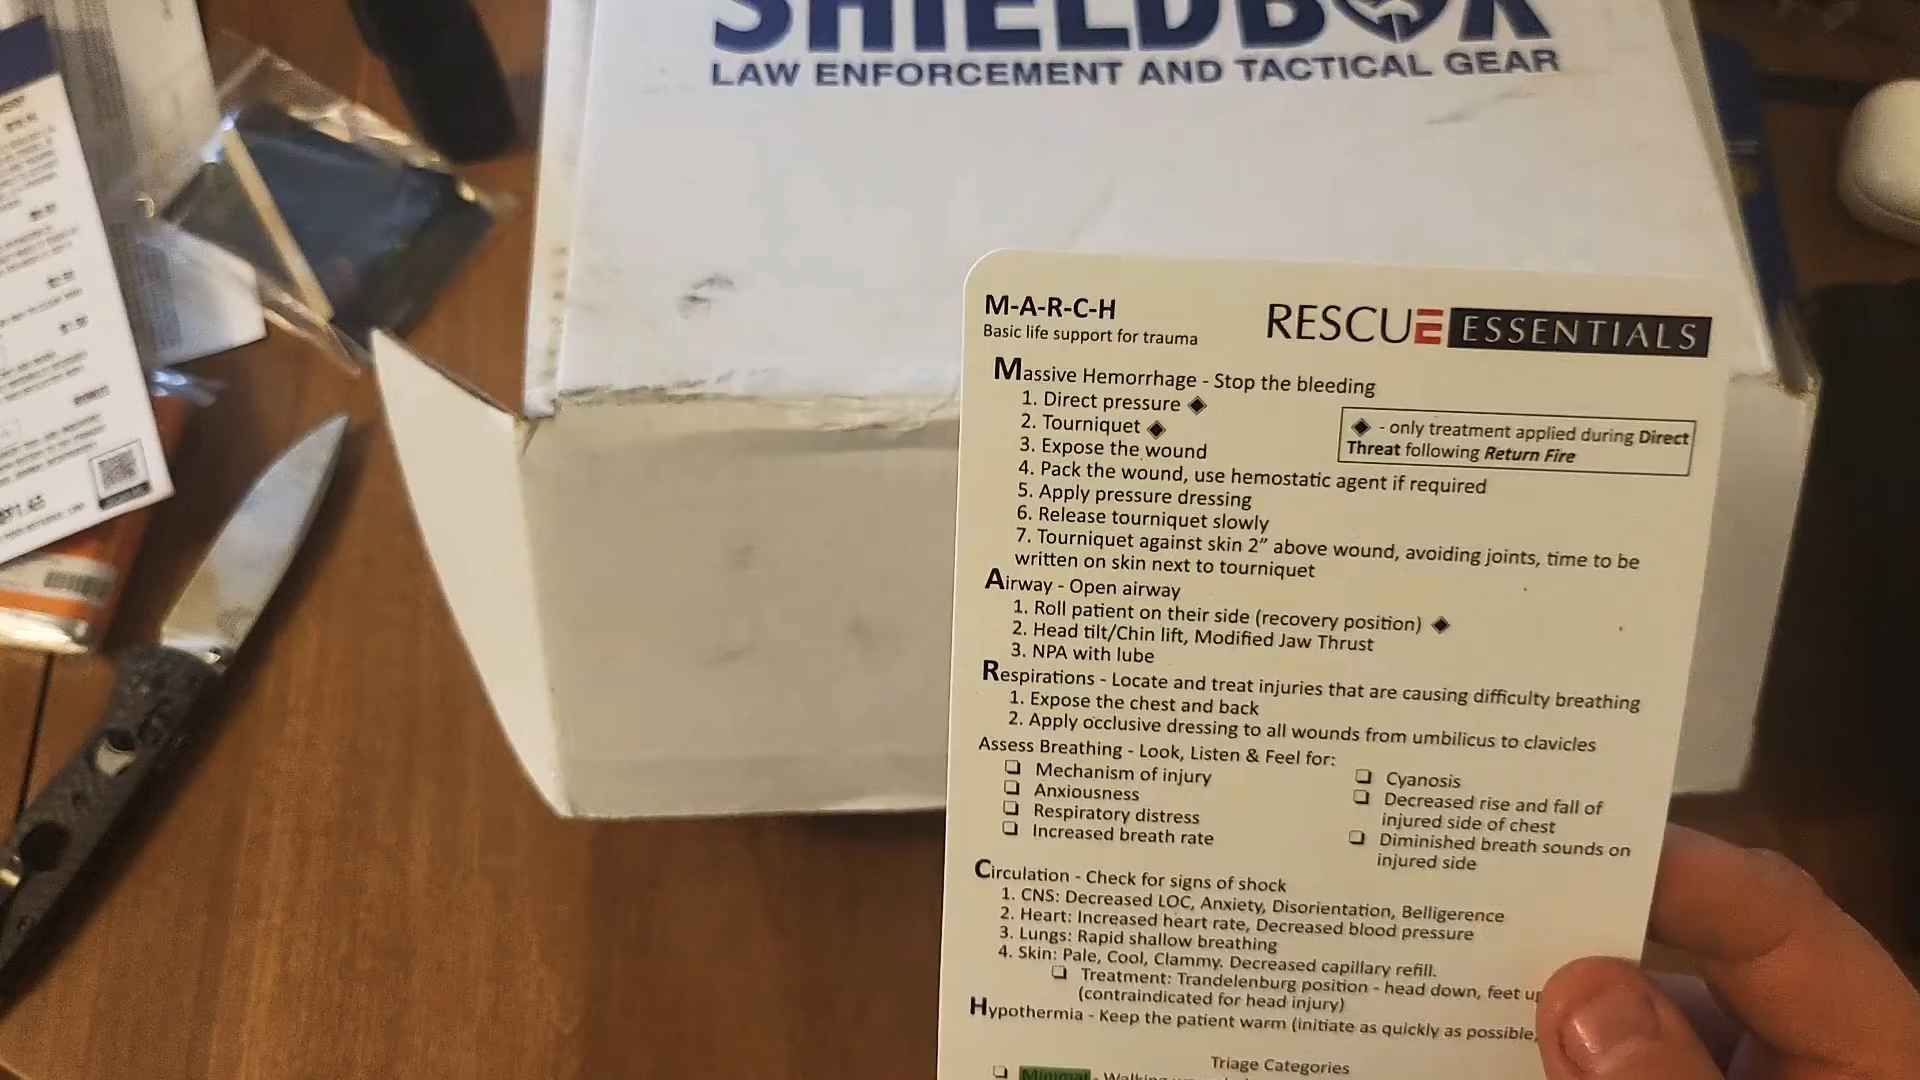 SHIELDBOX
LAW ENFORCEMENT AND TACTICAL GEAR
M-A-R-C-H
Basic life support for trauma
RESCUE ESSENTIALS
Massive Hemorrhage - Stop the bleeding
1. Direct pressure ◆
2. Tourniquet ◆
3. Expose the wound
4. Pack the wound, use hemostatic agent if required
5. Apply pressure dressing
6. Release tourniquet slowly
7. Tourniquet against skin 2” above wound, avoiding joints, time to be
written on skin next to tourniquet
◆ - only treatment applied during Direct
Threat following Return Fire
Airway - Open airway
1. Roll patient on their side (recovery position) ◆
2. Head tilt/Chin lift, Modified Jaw Thrust
3. NPA with lube
Respirations - Locate and treat injuries that are causing difficulty breathing
1. Expose the chest and back
2. Apply occlusive dressing to all wounds from umbilicus to clavicles
Assess Breathing - Look, Listen & Feel for:
❑ Mechanism of injury
❑ Anxiousness
❑ Respiratory distress
❑ Increased breath rate
❑ Cyanosis
❑ Decreased rise and fall of
injured side of chest
❑ Diminished breath sounds on
injured side
Circulation - Check for signs of shock
1. CNS: Decreased LOC, Anxiety, Disorientation, Belligerence
2. Heart: Increased heart rate, Decreased blood pressure
3. Lungs: Rapid shallow breathing
4. Skin: Pale, Cool, Clammy. Decreased capillary refill.
❑ Treatment: Trandelenburg position - head down, feet up
(contraindicated for head injury)
Hypothermia - Keep the patient warm (initiate as quickly as possible,
Triage Categories
❑ Minimal - Walking